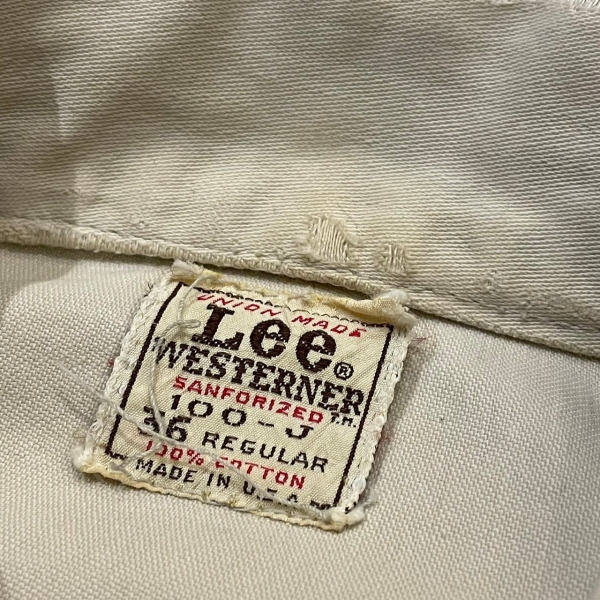 UNION MADE
Lee®
WESTERNER T.M.
SANFORIZED
100-J
36 REGULAR
100% COTTON
MADE IN U.S.A.